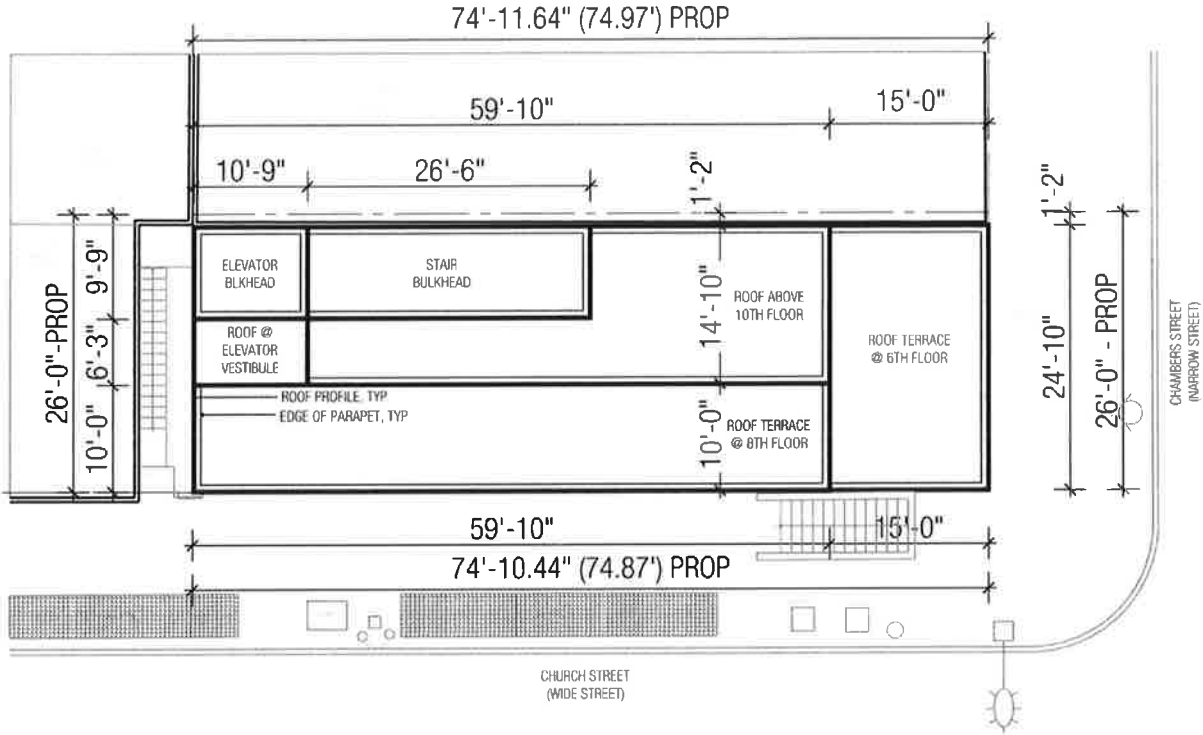 74'-11.64" (74.97') PROP
59'-10"
15'-0"
10'-9"
26'-6"
1'-2"
1'-2"
26'-0"-PROP
9'-9"
6'-3"
10'-0"
ELEVATOR
BLKHEAD
STAIR
BULKHEAD
ROOF @
ELEVATOR
VESTIBULE
14'-10"
ROOF ABOVE
10TH FLOOR
ROOF TERRACE
@ 6TH FLOOR
24'-10"
26'-0" - PROP
CHAMBERS STREET
(NARROW STREET)
ROOF PROFILE, TYP
EDGE OF PARAPET, TYP
10'-0"
ROOF TERRACE
@ 8TH FLOOR
59'-10"
15'-0"
74'-10.44" (74.87') PROP
CHURCH STREET
(WIDE STREET)